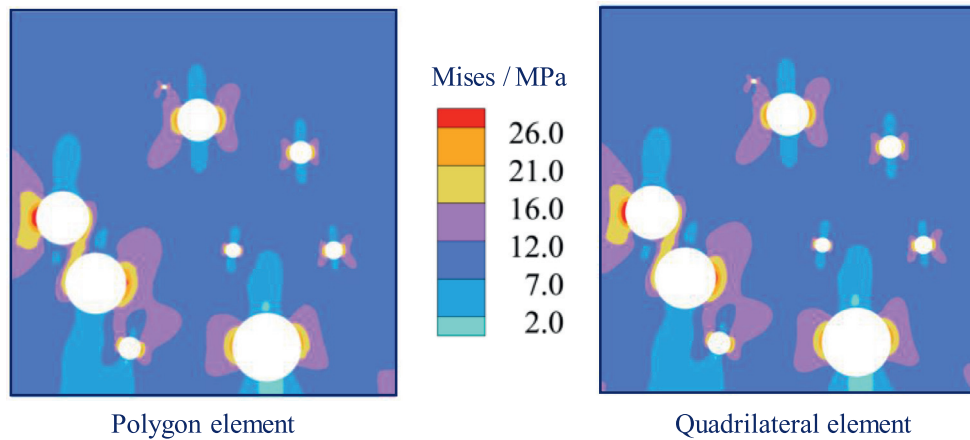 Mises / MPa
26.0
21.0
16.0
12.0
7.0
2.0
Polygon element
Quadrilateral element